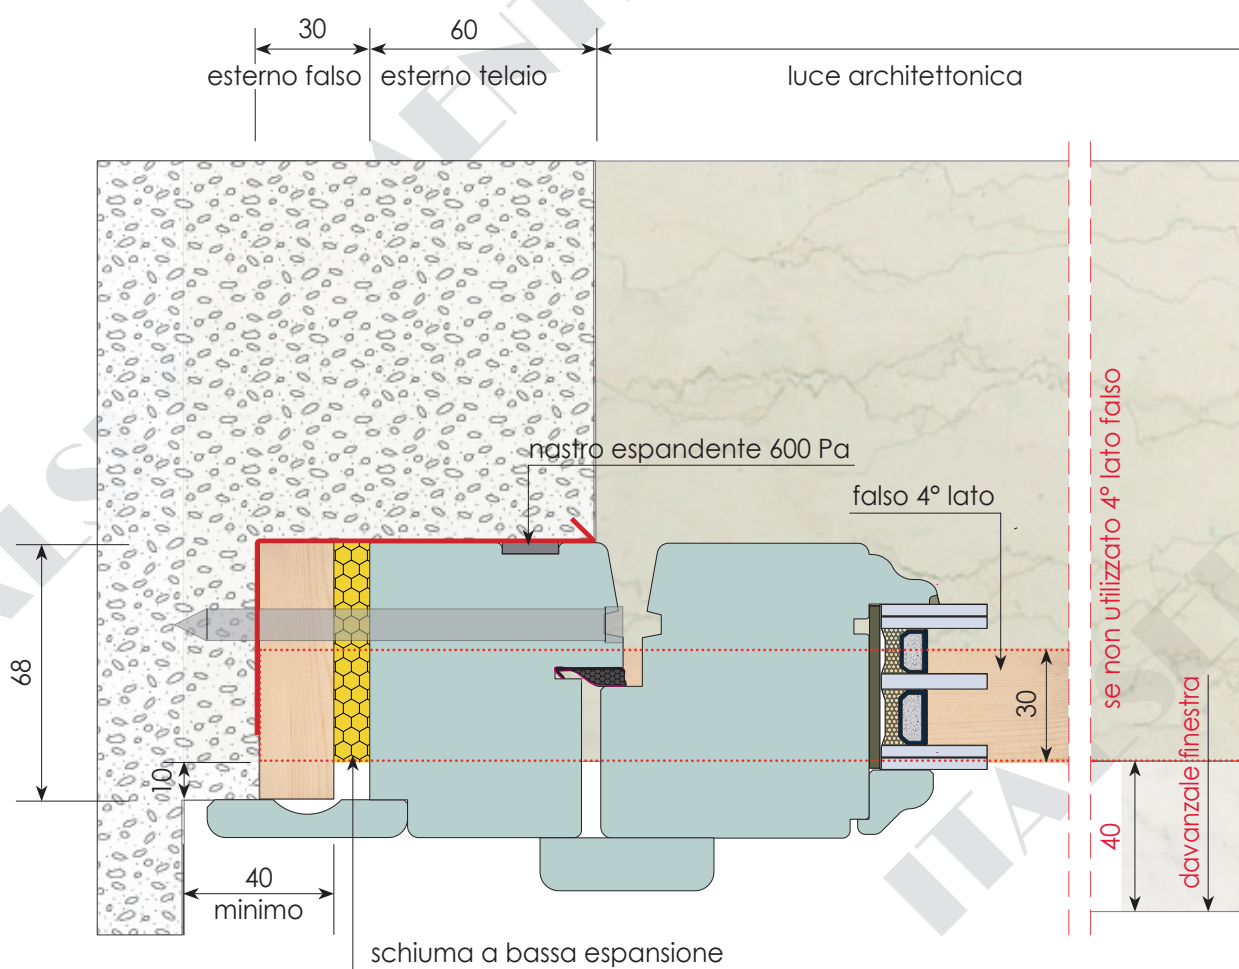 30
60
esterno falso
esterno telaio
luce architettonica
nastro espandente 600 Pa
falso 4° lato
se non utilizzato 4° lato falso
68
10
30
40
davanzale finestra
40
minimo
schiuma a bassa espansione